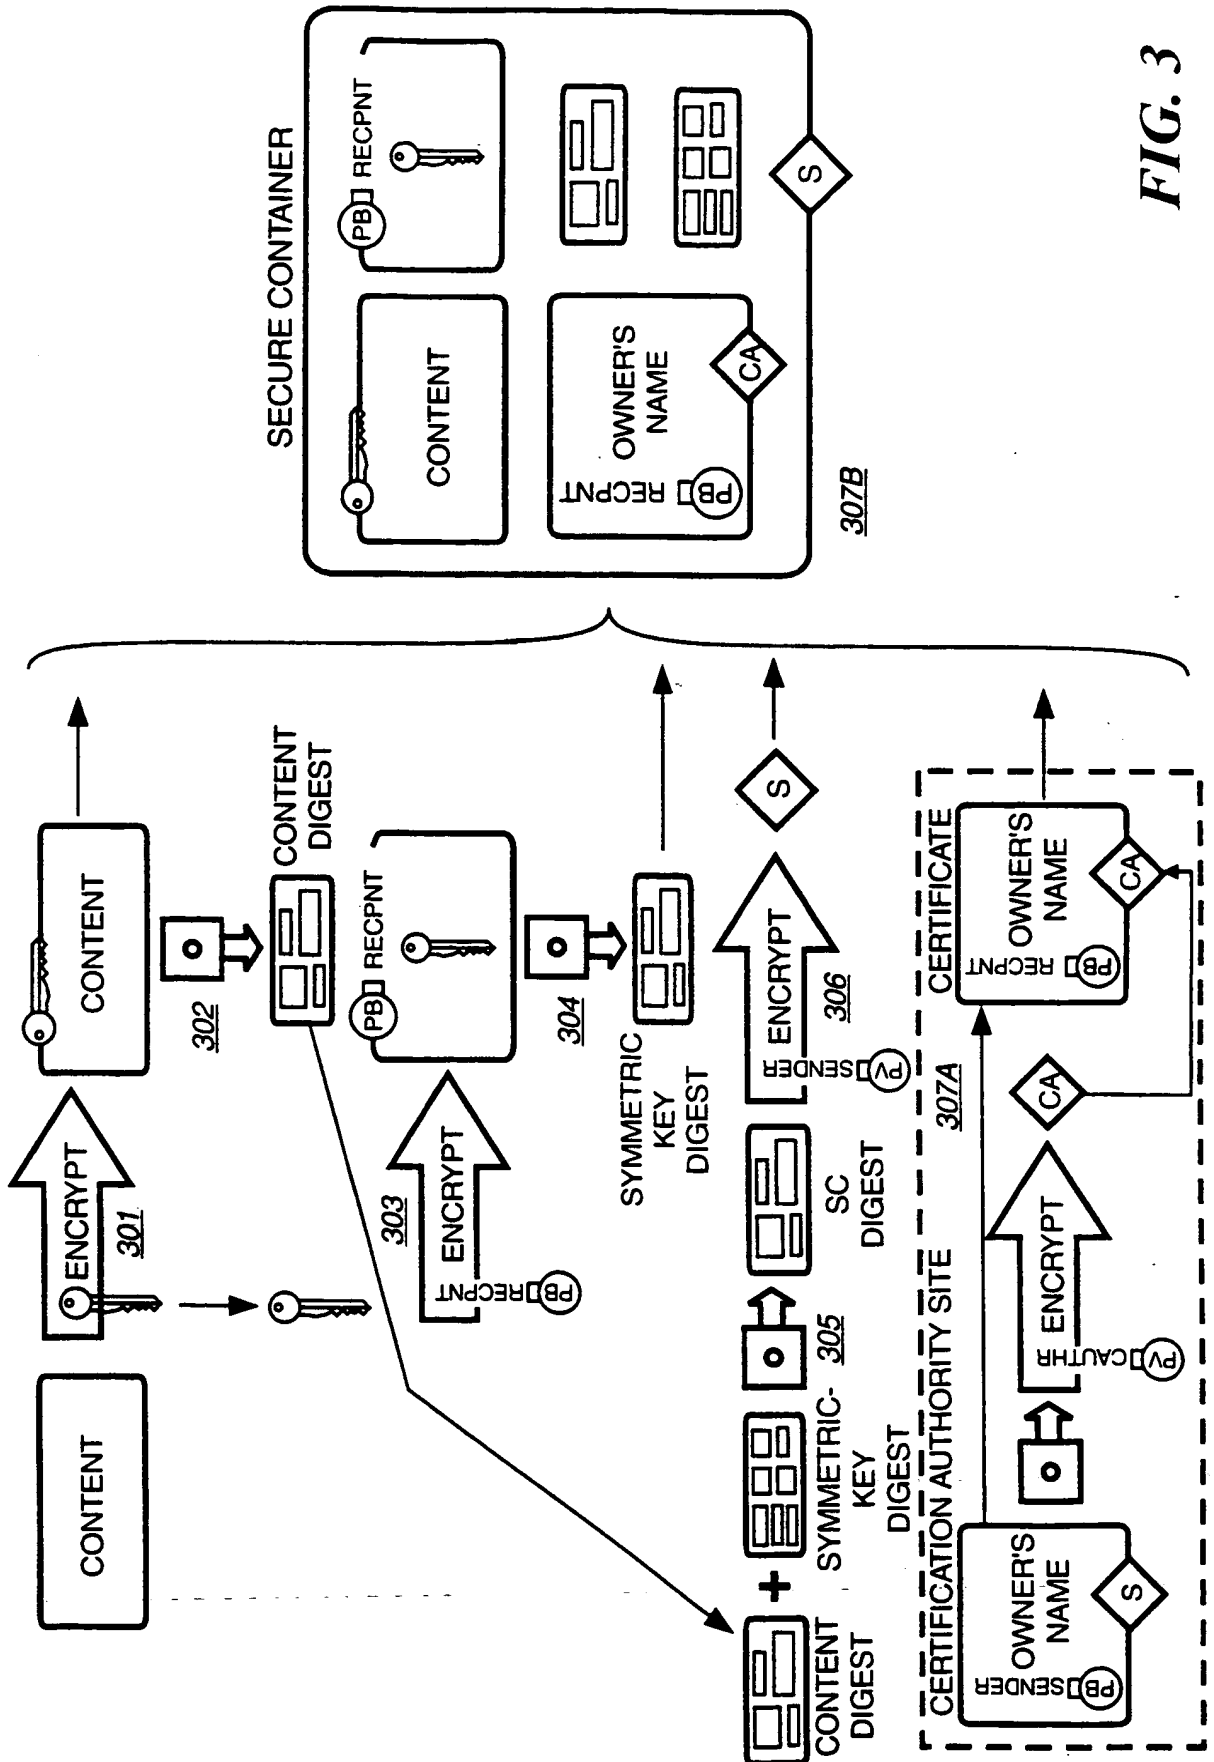 CONTENT
ENCRYPT
301
CONTENT
302
CONTENT
DIGEST
303
ENCRYPT
RECPNT
PB
PB
RECPNT
304
SYMMETRIC
KEY
DIGEST
CONTENT
DIGEST
+
SYMMETRIC-
KEY
DIGEST
305
SC
DIGEST
ENCRYPT
SENDER
PV
306
S
CERTIFICATION AUTHORITY SITE
OWNER'S
NAME
SENDER
PB
S
ENCRYPT
CAUTHR
PV
307A
CA
CERTIFICATE
OWNER'S
NAME
RECPNT
PB
CA
SECURE CONTAINER
CONTENT
PB
RECPNT
OWNER'S
NAME
RECPNT
PB
CA
S
307B
FIG. 3